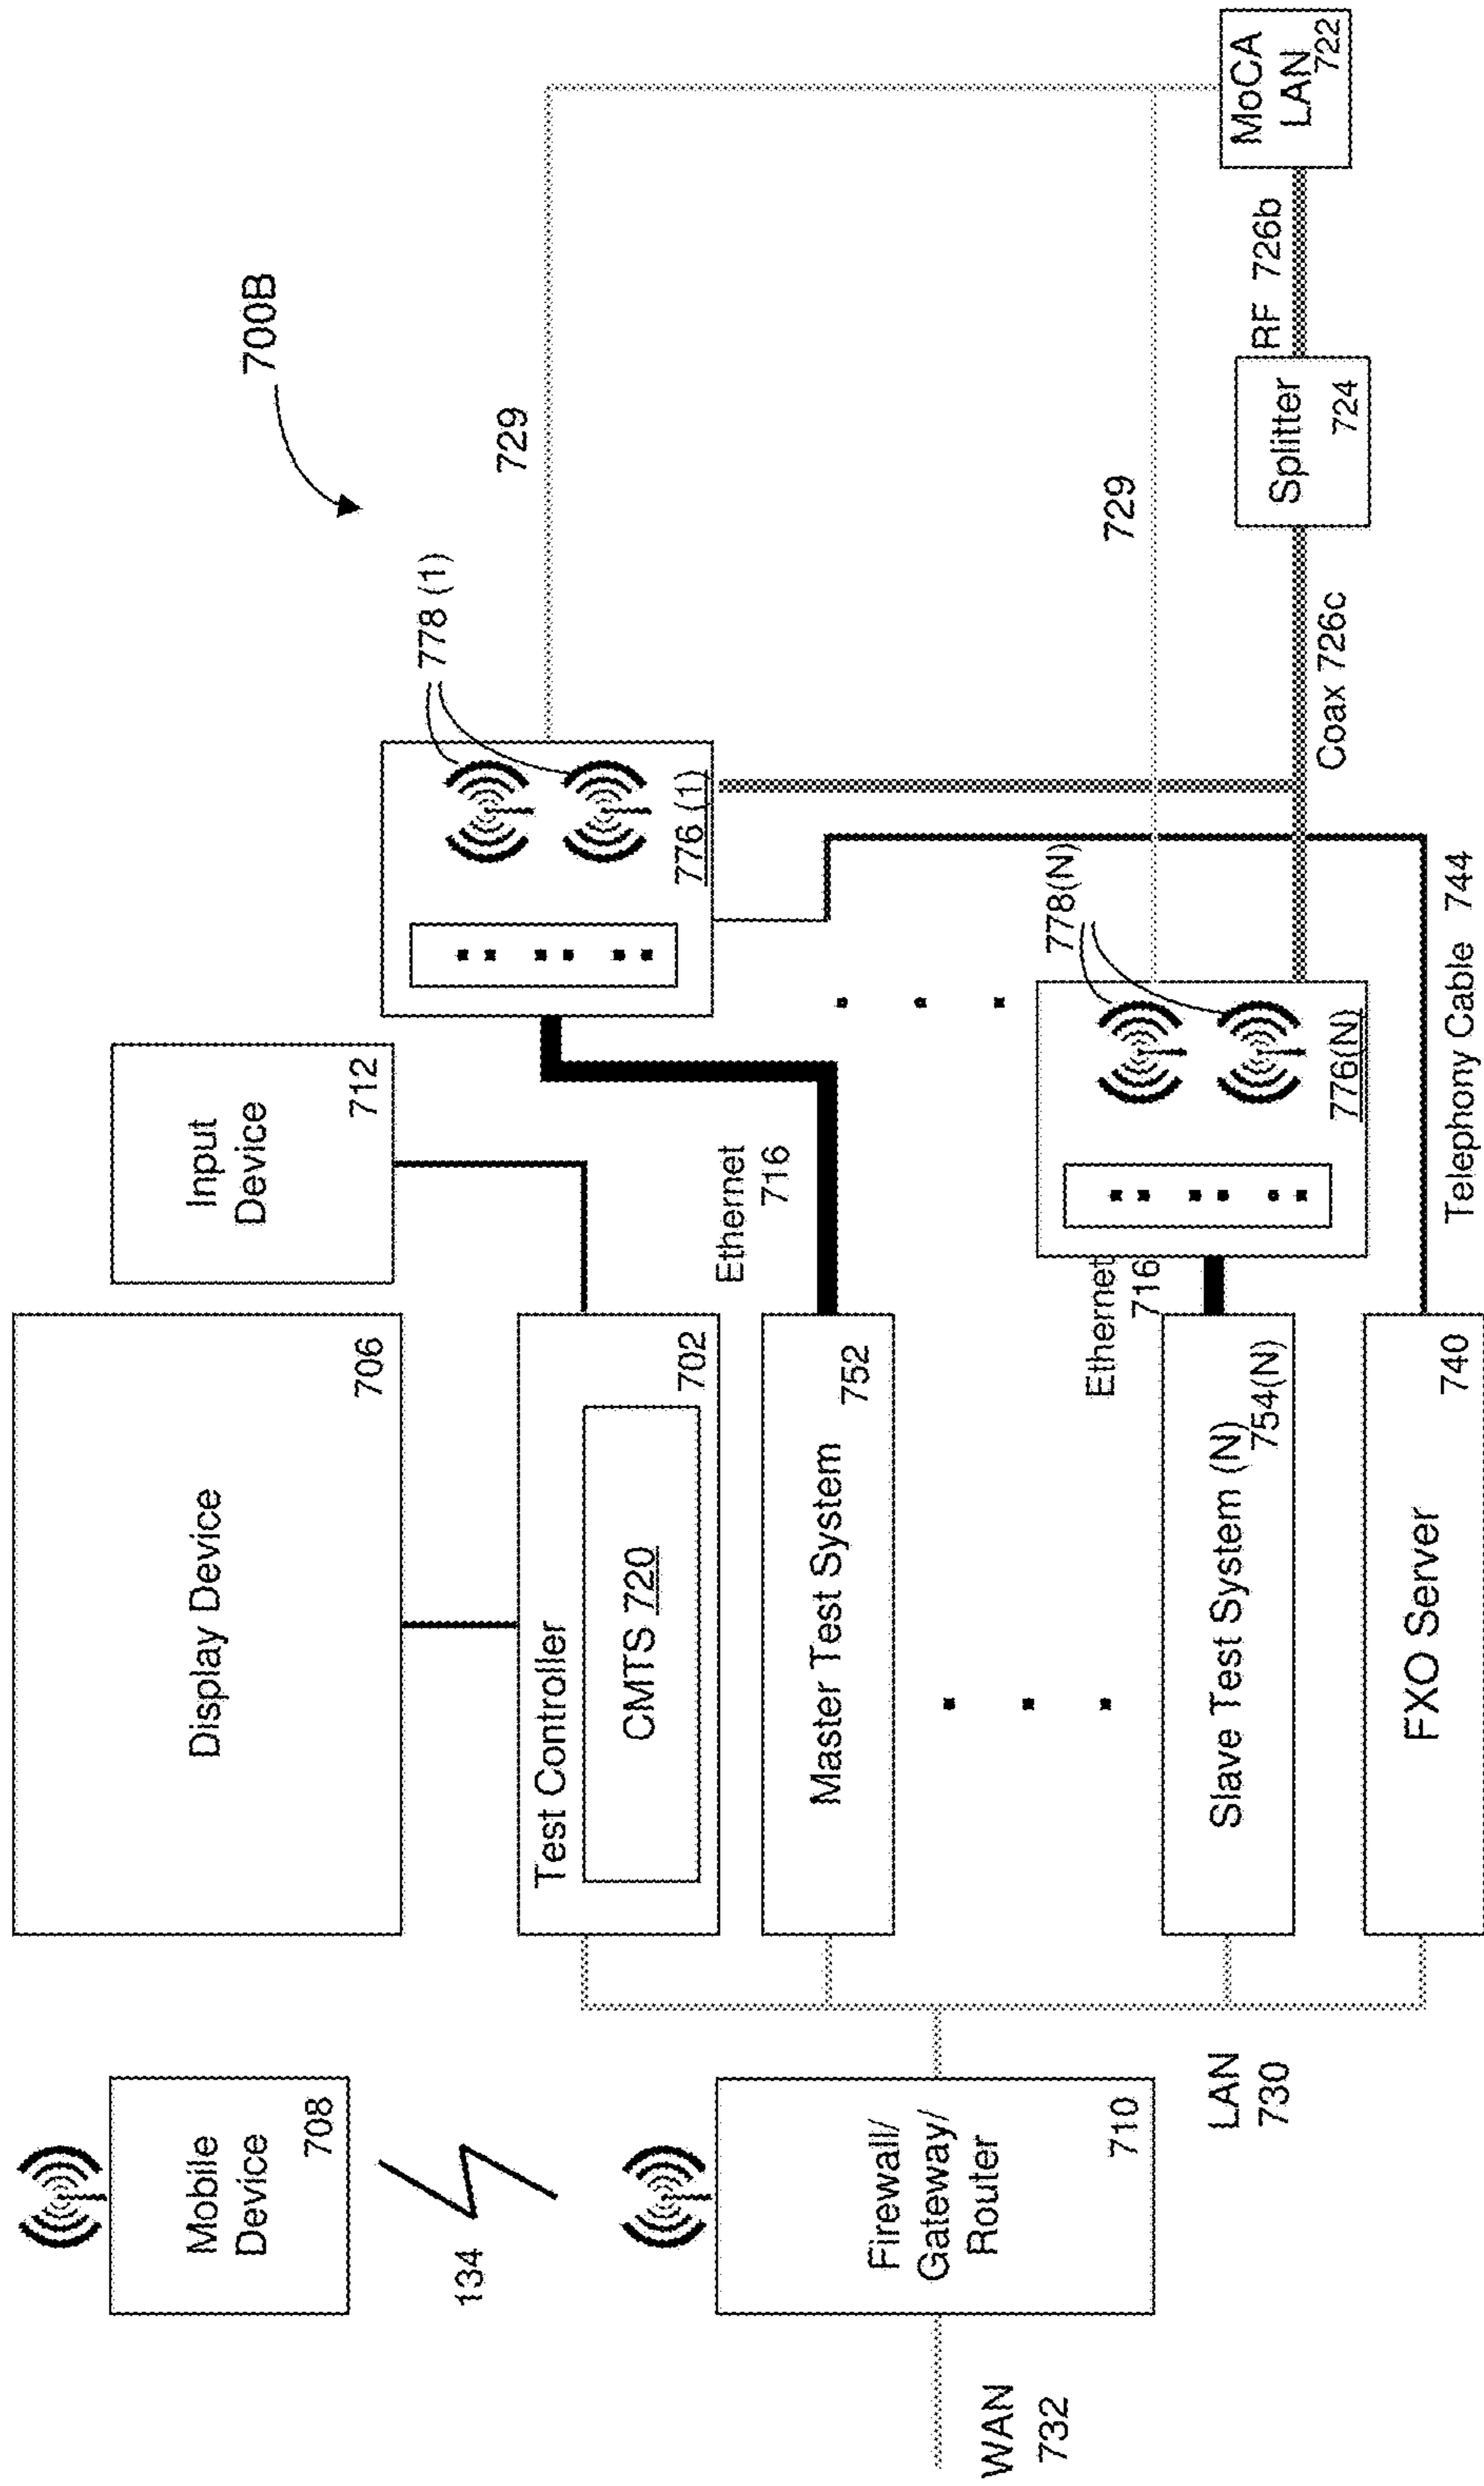 700B
Mobile
Device
708
134
Firewall/
Gateway/
Router
710
WAN
732
LAN
730
Display Device
706
Input
Device
712
Test Controller
702
CMTS 720
Master Test System
752
Ethernet
716
Slave Test System (N)
754(N)
Ethernet
716
FXO Server
740
Telephony Cable 744
776 (1)
778 (1)
776(N)
778(N)
729
729
Coax 726c
Splitter
724
RF 726b
MoCA
LAN
722